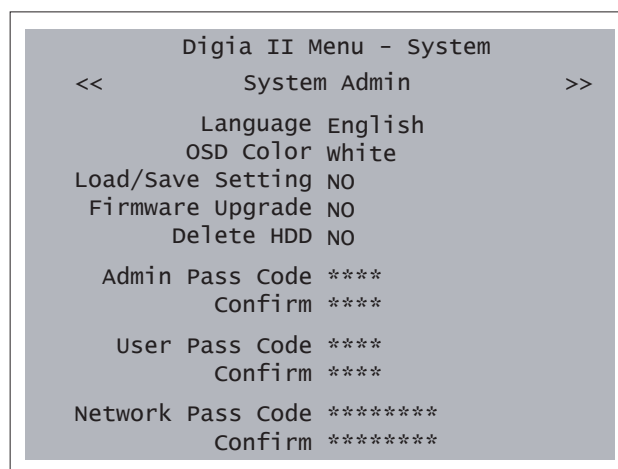 Digia II Menu - System
<< System Admin >>
Language English
OSD Color White
Load/Save Setting NO
Firmware Upgrade NO
Delete HDD NO
Admin Pass Code ****
Confirm ****
User Pass Code ****
Confirm ****
Network Pass Code ********
Confirm ********